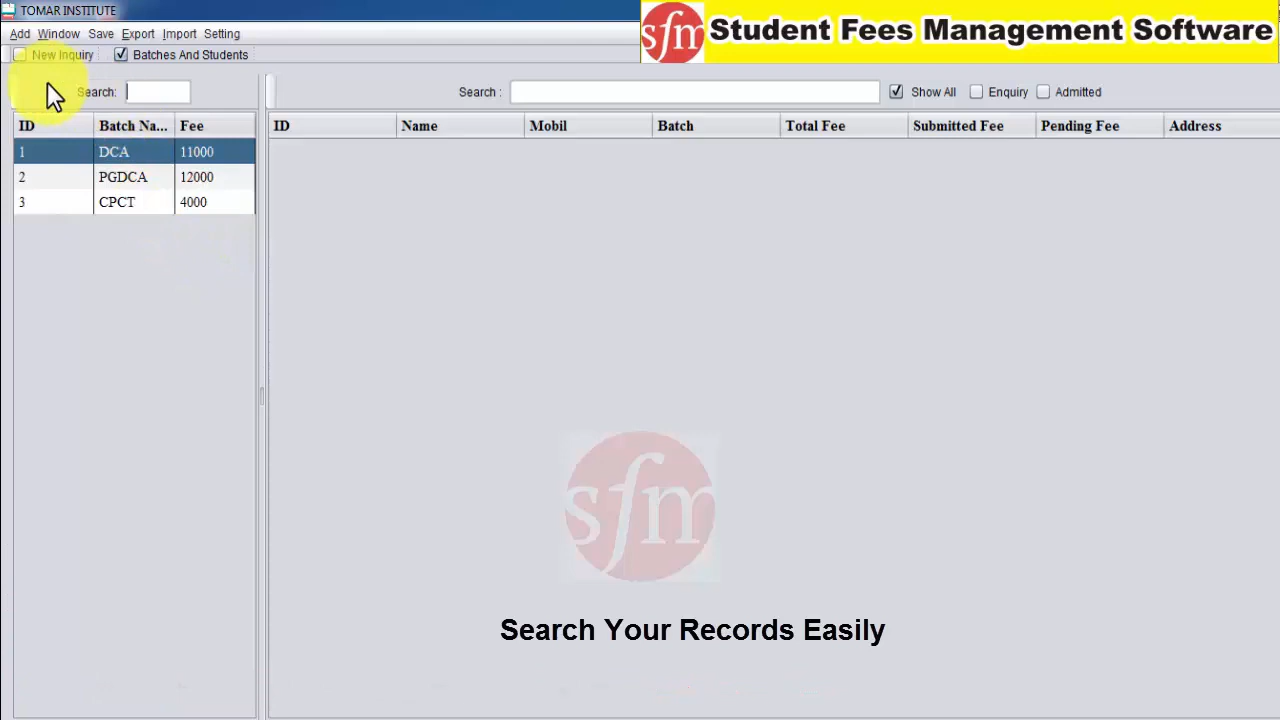 TOMAR INSTITUTE
sfm Student Fees Management Software
Add Window Save Export Import Setting
New Inquiry Batches And Students
Search: Search : Show All Enquiry Admitted
ID Batch Na... Fee ID Name Mobil Batch Total Fee Submitted Fee Pending Fee Address
1 DCA 11000
2 PGDCA 12000
3 CPCT 4000
sfm
Search Your Records Easily